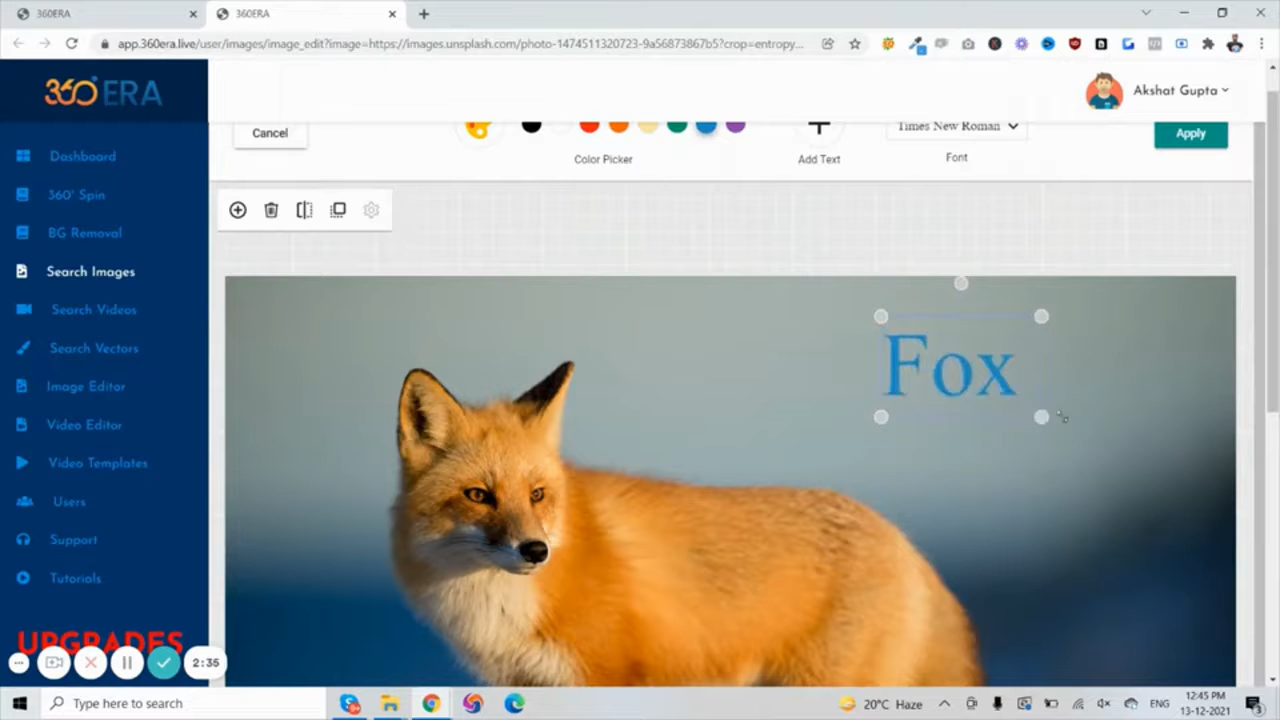 360ERA
360ERA
app.360era.live/user/images/image_edit?image=https://images.unsplash.com/photo-1474511320723-9a56873867b5?crop=entropy...
360 ERA
Akshat Gupta
Cancel
Times New Roman
Apply
Color Picker
Add Text
Font
Dashboard
360° Spin
BG Removal
Search Images
Search Videos
Search Vectors
Image Editor
Video Editor
Video Templates
Users
Support
Tutorials
UPGRADES
Fox
2:35
Type here to search
20°C Haze
ENG
12:45 PM
13-12-2021